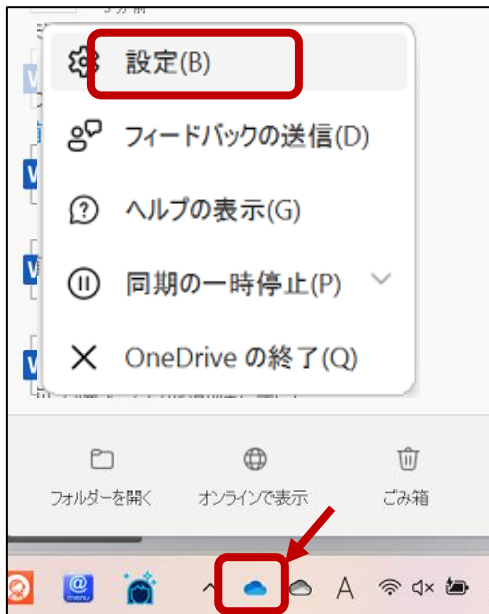 設定(B)
フィードバックの送信(D)
ヘルプの表示(G)
同期の一時停止(P)
OneDrive の終了(Q)
フォルダーを開く
オンラインで表示
ごみ箱
@
menu
A